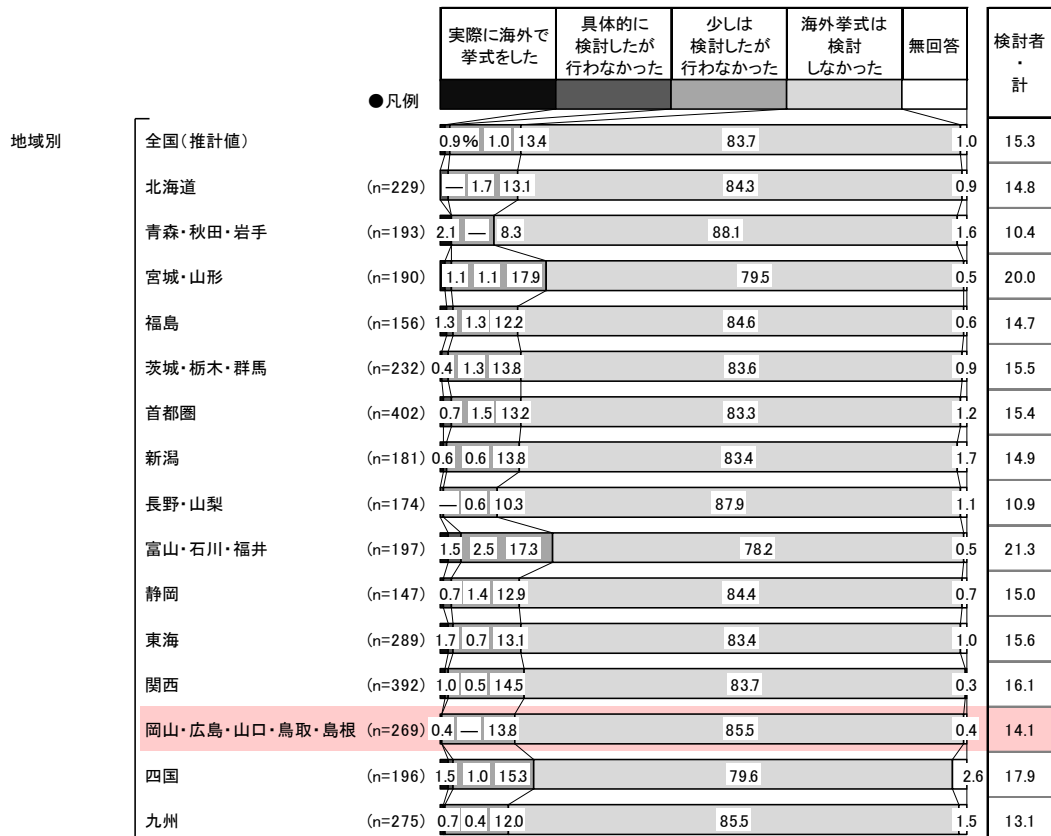 実際に海外で
挙式をした
具体的に
検討したが
行わなかった
少しは
検討したが
行わなかった
海外挙式は
検討
しなかった
無回答
検討者
・
計
●凡例
地域別
全国(推計値) 0.9% 1.0 13.4 83.7 1.0 15.3
北海道 (n=229) — 1.7 13.1 84.3 0.9 14.8
青森・秋田・岩手 (n=193) 2.1 — 8.3 88.1 1.6 10.4
宮城・山形 (n=190) 1.1 1.1 17.9 79.5 0.5 20.0
福島 (n=156) 1.3 1.3 12.2 84.6 0.6 14.7
茨城・栃木・群馬 (n=232) 0.4 1.3 13.8 83.6 0.9 15.5
首都圏 (n=402) 0.7 1.5 13.2 83.3 1.2 15.4
新潟 (n=181) 0.6 0.6 13.8 83.4 1.7 14.9
長野・山梨 (n=174) — 0.6 10.3 87.9 1.1 10.9
富山・石川・福井 (n=197) 1.5 2.5 17.3 78.2 0.5 21.3
静岡 (n=147) 0.7 1.4 12.9 84.4 0.7 15.0
東海 (n=289) 1.7 0.7 13.1 83.4 1.0 15.6
関西 (n=392) 1.0 0.5 14.5 83.7 0.3 16.1
岡山・広島・山口・鳥取・島根 (n=269) 0.4 — 13.8 85.5 0.4 14.1
四国 (n=196) 1.5 1.0 15.3 79.6 2.6 17.9
九州 (n=275) 0.7 0.4 12.0 85.5 1.5 13.1